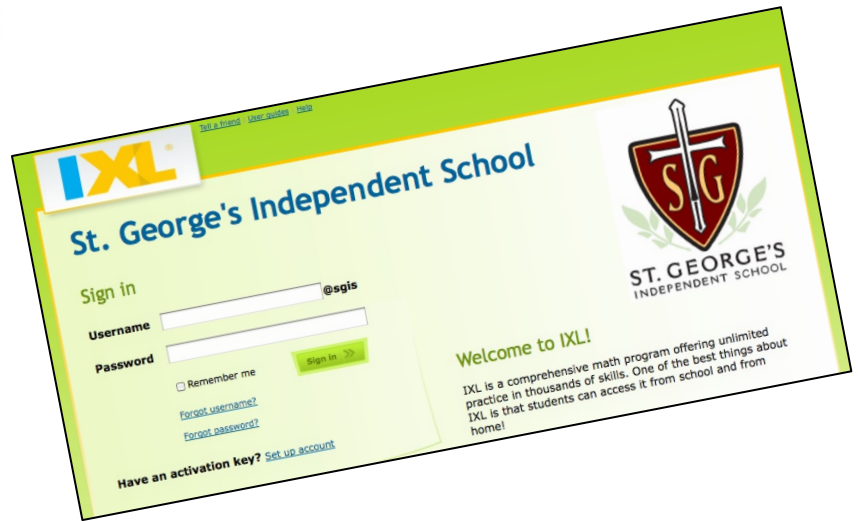 Tell a friend | User guides | Help
IXL®
St. George's Independent School
SG
ST. GEORGE'S
INDEPENDENT SCHOOL
Sign in
Username @sgis
Password
Remember me Sign in >>
Forgot username?
Forgot password?
Have an activation key? Set up account
Welcome to IXL!
IXL is a comprehensive math program offering unlimited
practice in thousands of skills. One of the best things about
IXL is that students can access it from school and from
home!